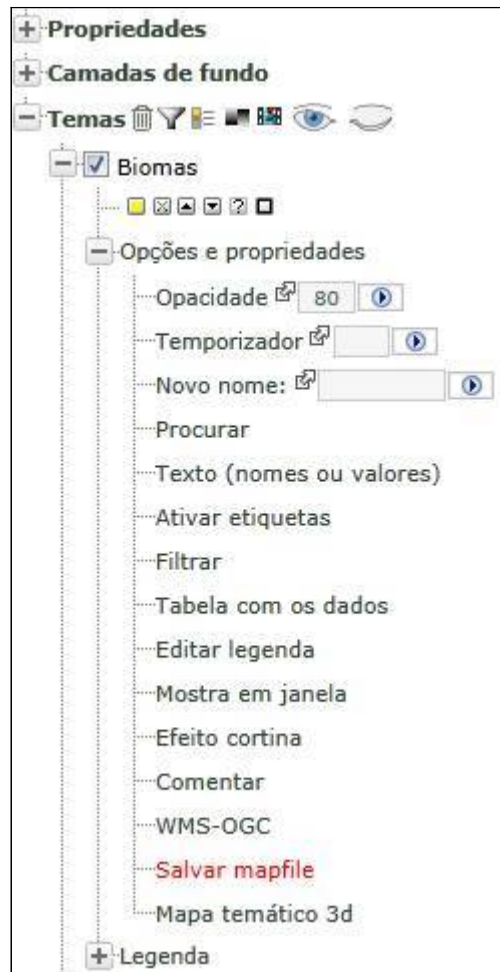 Propriedades
Camadas de fundo
Temas
Biomas
?
Opções e propriedades
Opacidade 80
Temporizador
Novo nome:
Procurar
Texto (nomes ou valores)
Ativar etiquetas
Filtrar
Tabela com os dados
Editar legenda
Mostra em janela
Efeito cortina
Comentar
WMS-OGC
Salvar mapfile
Mapa temático 3d
Legenda